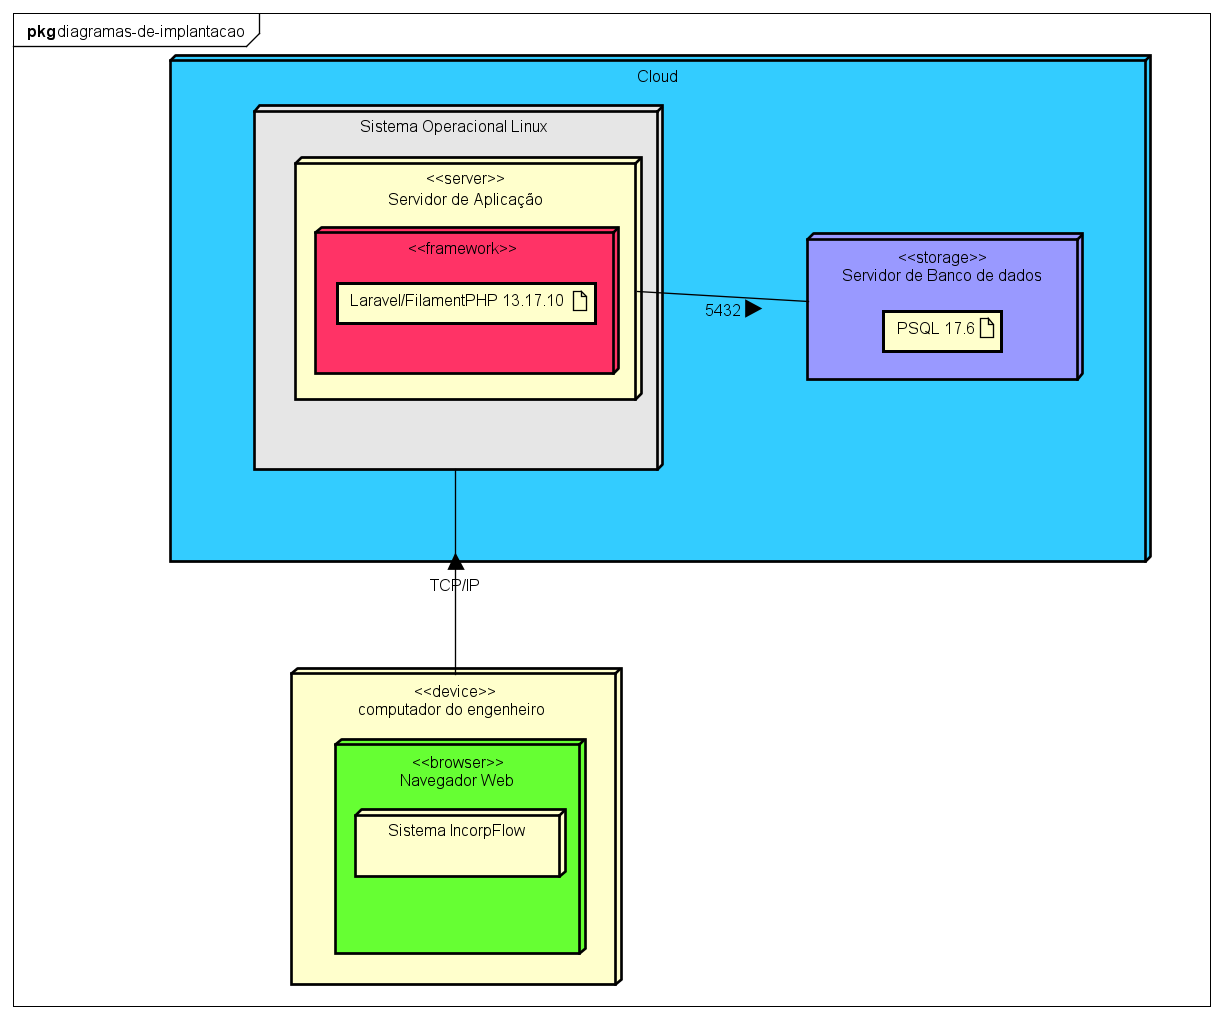 pkg diagramas-de-implantacao
Cloud
Sistema Operacional Linux
<<server>>
Servidor de Aplicação
<<framework>>
Laravel/FilamentPHP 13.17.10
5432
<<storage>>
Servidor de Banco de dados
PSQL 17.6
TCP/IP
<<device>>
computador do engenheiro
<<browser>>
Navegador Web
Sistema IncorpFlow